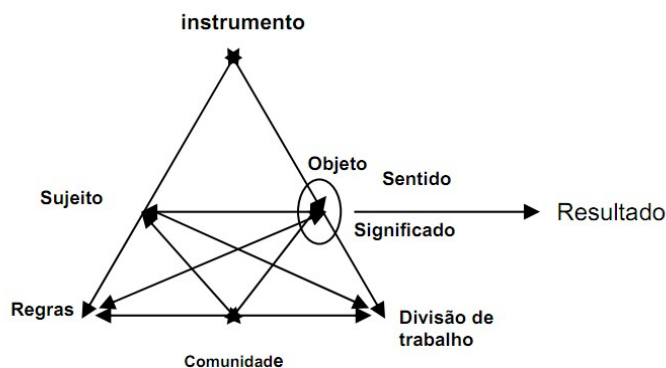 instrumento
Objeto
Sentido
Sujeito
Resultado
Significado
Regras
Divisão de
trabalho
Comunidade